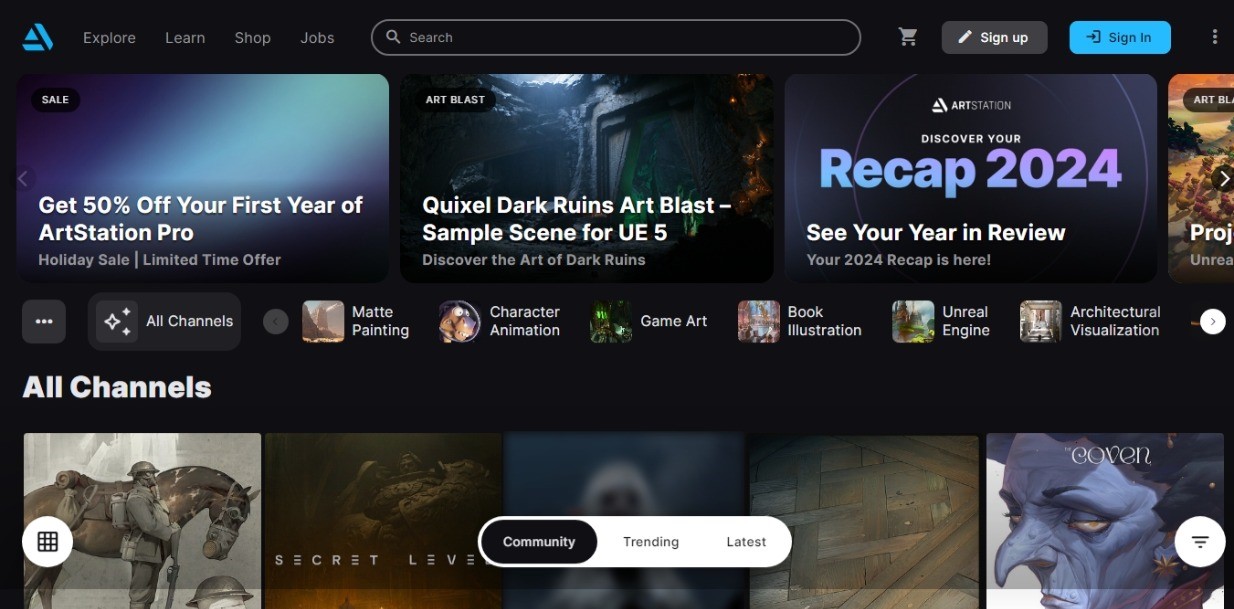 Explore
Learn
Shop
Jobs
Search
Sign up
Sign In
SALE
Get 50% Off Your First Year of
ArtStation Pro
Holiday Sale | Limited Time Offer
ART BLAST
Quixel Dark Ruins Art Blast –
Sample Scene for UE 5
Discover the Art of Dark Ruins
ARTSTATION
DISCOVER YOUR
Recap 2024
See Your Year in Review
Your 2024 Recap is here!
ART BLA
Proj
Unrea
All Channels
Matte
Painting
Character
Animation
Game Art
Book
Illustration
Unreal
Engine
Architectural
Visualization
All Channels
SECRET LEVE
THE COVEN
Community
Trending
Latest